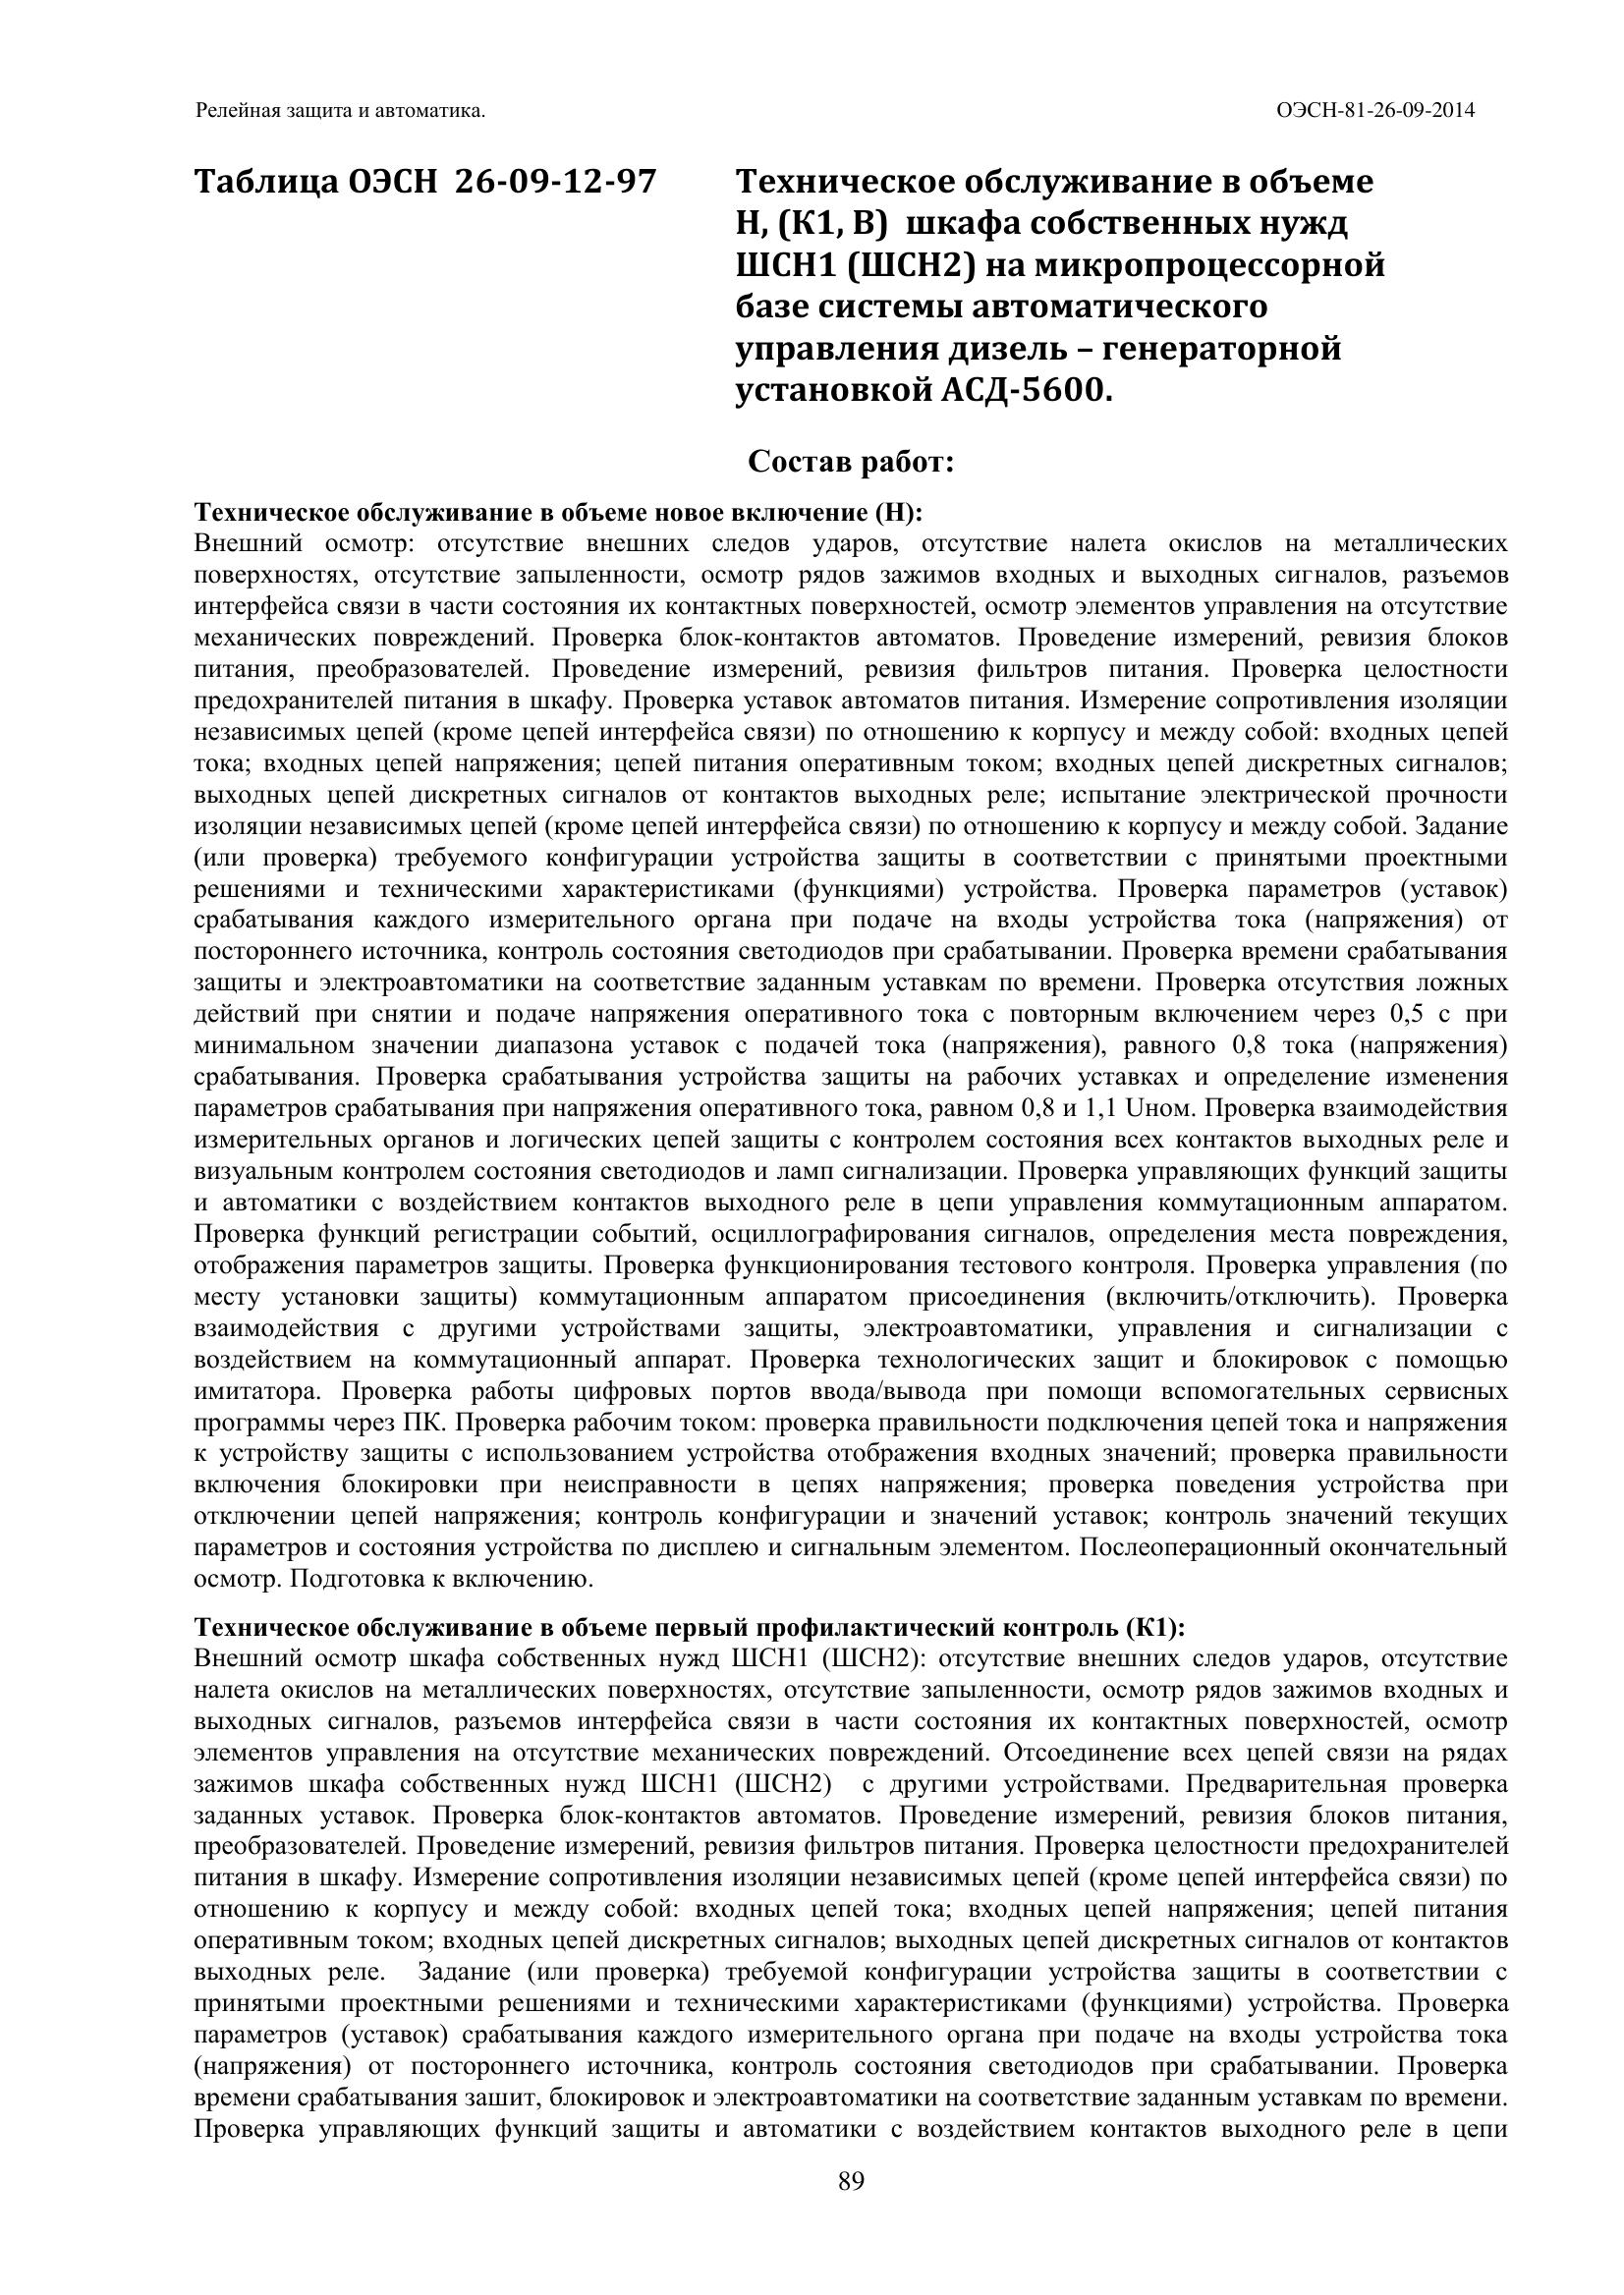 Релейная защита и автоматика. ОЭСН-81-26-09-2014
Таблица ОЭСН 26-09-12-97
Техническое обслуживание в объеме
Н, (К1, В) шкафа собственных нужд
ШСН1 (ШСН2) на микропроцессорной
базе системы автоматического
управления дизель – генераторной
установкой АСД-5600.
Состав работ:
Техническое обслуживание в объеме новое включение (Н):
Внешний осмотр: отсутствие внешних следов ударов, отсутствие налета окислов на металлических
поверхностях, отсутствие запыленности, осмотр рядов зажимов входных и выходных сигналов, разъемов
интерфейса связи в части состояния их контактных поверхностей, осмотр элементов управления на отсутствие
механических повреждений. Проверка блок-контактов автоматов. Проведение измерений, ревизия блоков
питания, преобразователей. Проведение измерений, ревизия фильтров питания. Проверка целостности
предохранителей питания в шкафу. Проверка уставок автоматов питания. Измерение сопротивления изоляции
независимых цепей (кроме цепей интерфейса связи) по отношению к корпусу и между собой: входных цепей
тока; входных цепей напряжения; цепей питания оперативным током; входных цепей дискретных сигналов;
выходных цепей дискретных сигналов от контактов выходных реле; испытание электрической прочности
изоляции независимых цепей (кроме цепей интерфейса связи) по отношению к корпусу и между собой. Задание
(или проверка) требуемого конфигурации устройства защиты в соответствии с принятыми проектными
решениями и техническими характеристиками (функциями) устройства. Проверка параметров (уставок)
срабатывания каждого измерительного органа при подаче на входы устройства тока (напряжения) от
постороннего источника, контроль состояния светодиодов при срабатывании. Проверка времени срабатывания
защиты и электроавтоматики на соответствие заданным уставкам по времени. Проверка отсутствия ложных
действий при снятии и подаче напряжения оперативного тока с повторным включением через 0,5 с при
минимальном значении диапазона уставок с подачей тока (напряжения), равного 0,8 тока (напряжения)
срабатывания. Проверка срабатывания устройства защиты на рабочих уставках и определение изменения
параметров срабатывания при напряжения оперативного тока, равном 0,8 и 1,1 Uном. Проверка взаимодействия
измерительных органов и логических цепей защиты с контролем состояния всех контактов выходных реле и
визуальным контролем состояния светодиодов и ламп сигнализации. Проверка управляющих функций защиты
и автоматики с воздействием контактов выходного реле в цепи управления коммутационным аппаратом.
Проверка функций регистрации событий, осциллографирования сигналов, определения места повреждения,
отображения параметров защиты. Проверка функционирования тестового контроля. Проверка управления (по
месту установки защиты) коммутационным аппаратом присоединения (включить/отключить). Проверка
взаимодействия с другими устройствами защиты, электроавтоматики, управления и сигнализации с
воздействием на коммутационный аппарат. Проверка технологических защит и блокировок с помощью
имитатора. Проверка работы цифровых портов ввода/вывода при помощи вспомогательных сервисных
программы через ПК. Проверка рабочим током: проверка правильности подключения цепей тока и напряжения
к устройству защиты с использованием устройства отображения входных значений; проверка правильности
включения блокировки при неисправности в цепях напряжения; проверка поведения устройства при
отключении цепей напряжения; контроль конфигурации и значений уставок; контроль значений текущих
параметров и состояния устройства по дисплею и сигнальным элементом. Послеоперационный окончательный
осмотр. Подготовка к включению.
Техническое обслуживание в объеме первый профилактический контроль (К1):
Внешний осмотр шкафа собственных нужд ШСН1 (ШСН2): отсутствие внешних следов ударов, отсутствие
налета окислов на металлических поверхностях, отсутствие запыленности, осмотр рядов зажимов входных и
выходных сигналов, разъемов интерфейса связи в части состояния их контактных поверхностей, осмотр
элементов управления на отсутствие механических повреждений. Отсоединение всех цепей связи на рядах
зажимов шкафа собственных нужд ШСН1 (ШСН2) с другими устройствами. Предварительная проверка
заданных уставок. Проверка блок-контактов автоматов. Проведение измерений, ревизия блоков питания,
преобразователей. Проведение измерений, ревизия фильтров питания. Проверка целостности предохранителей
питания в шкафу. Измерение сопротивления изоляции независимых цепей (кроме цепей интерфейса связи) по
отношению к корпусу и между собой: входных цепей тока; входных цепей напряжения; цепей питания
оперативным током; входных цепей дискретных сигналов; выходных цепей дискретных сигналов от контактов
выходных реле. Задание (или проверка) требуемой конфигурации устройства защиты в соответствии с
принятыми проектными решениями и техническими характеристиками (функциями) устройства. Проверка
параметров (уставок) срабатывания каждого измерительного органа при подаче на входы устройства тока
(напряжения) от постороннего источника, контроль состояния светодиодов при срабатывании. Проверка
времени срабатывания зашит, блокировок и электроавтоматики на соответствие заданным уставкам по времени.
Проверка управляющих функций защиты и автоматики с воздействием контактов выходного реле в цепи
89